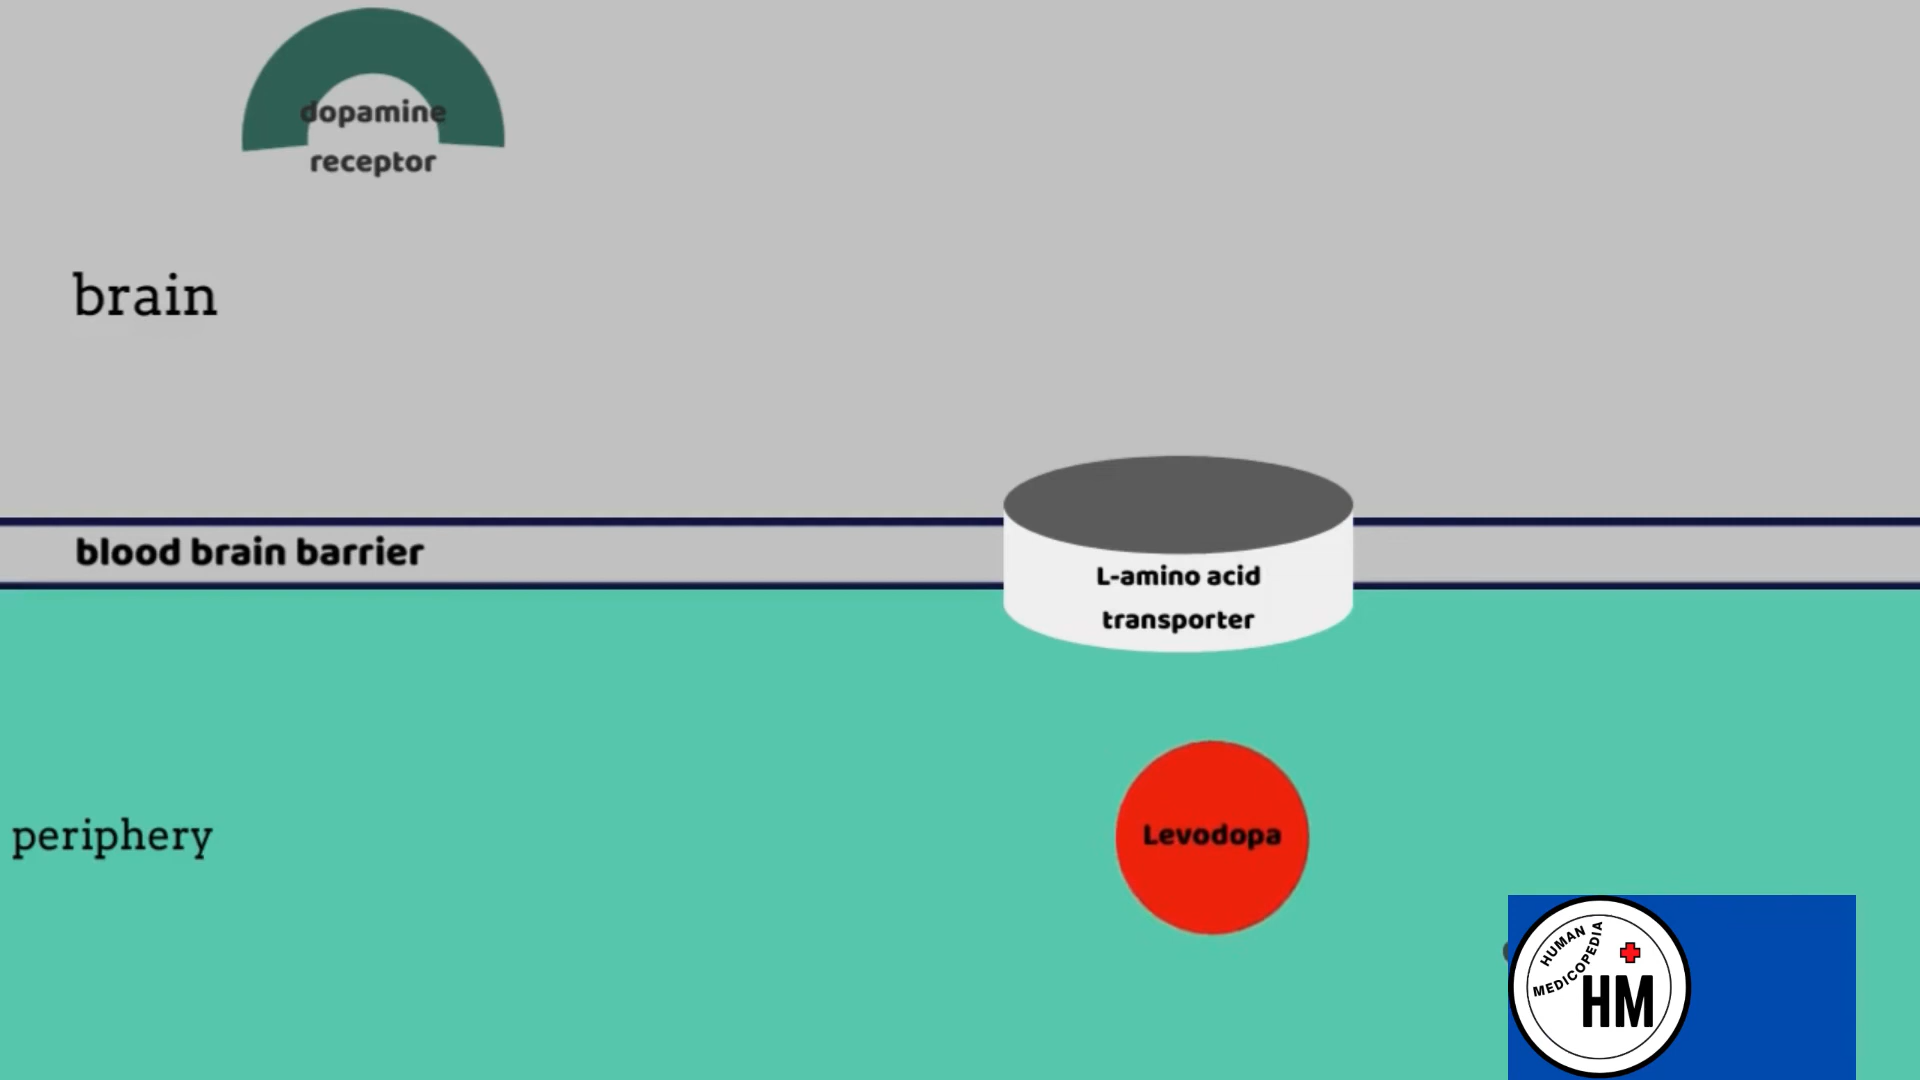 dopamine
receptor
brain
blood brain barrier
L-amino acid
transporter
Levodopa
periphery
HUMAN
MEDICOPEDIA
HM